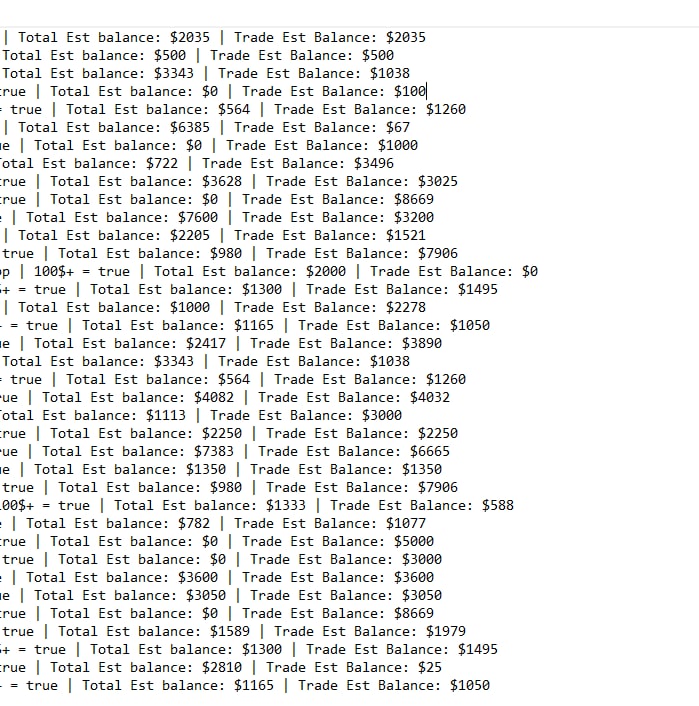 | Total Est balance: $2035 | Trade Est Balance: $2035
Total Est balance: $500 | Trade Est Balance: $500
Total Est balance: $3343 | Trade Est Balance: $1038
rue | Total Est balance: $0 | Trade Est Balance: $100
= true | Total Est balance: $564 | Trade Est Balance: $1260
| Total Est balance: $6385 | Trade Est Balance: $67
ue | Total Est balance: $0 | Trade Est Balance: $1000
Total Est balance: $722 | Trade Est Balance: $3496
true | Total Est balance: $3628 | Trade Est Balance: $3025
true | Total Est balance: $0 | Trade Est Balance: $8669
e | Total Est balance: $7600 | Trade Est Balance: $3200
| Total Est balance: $2205 | Trade Est Balance: $1521
true | Total Est balance: $980 | Trade Est Balance: $7906
op | 100$+ = true | Total Est balance: $2000 | Trade Est Balance: $0
$+ = true | Total Est balance: $1300 | Trade Est Balance: $1495
| Total Est balance: $1000 | Trade Est Balance: $2278
+ = true | Total Est balance: $1165 | Trade Est Balance: $1050
ue | Total Est balance: $2417 | Trade Est Balance: $3890
Total Est balance: $3343 | Trade Est Balance: $1038
= true | Total Est balance: $564 | Trade Est Balance: $1260
rue | Total Est balance: $4082 | Trade Est Balance: $4032
Total Est balance: $1113 | Trade Est Balance: $3000
true | Total Est balance: $2250 | Trade Est Balance: $2250
rue | Total Est balance: $7383 | Trade Est Balance: $6665
ue | Total Est balance: $1350 | Trade Est Balance: $1350
true | Total Est balance: $980 | Trade Est Balance: $7906
100$+ = true | Total Est balance: $1333 | Trade Est Balance: $588
e | Total Est balance: $782 | Trade Est Balance: $1077
true | Total Est balance: $0 | Trade Est Balance: $5000
true | Total Est balance: $0 | Trade Est Balance: $3000
e | Total Est balance: $3600 | Trade Est Balance: $3600
ue | Total Est balance: $3050 | Trade Est Balance: $3050
true | Total Est balance: $0 | Trade Est Balance: $8669
true | Total Est balance: $1589 | Trade Est Balance: $1979
$+ = true | Total Est balance: $1300 | Trade Est Balance: $1495
true | Total Est balance: $2810 | Trade Est Balance: $25
+ = true | Total Est balance: $1165 | Trade Est Balance: $1050